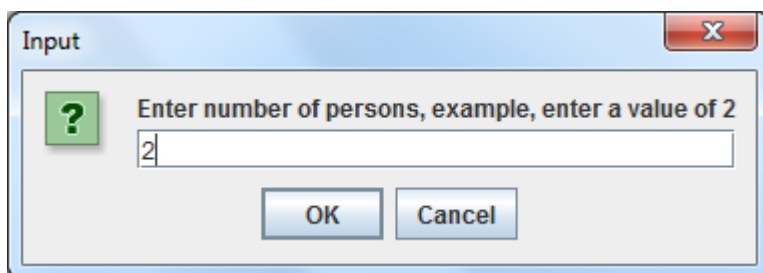 Input
Enter number of persons, example, enter a value of 2
2
OK Cancel